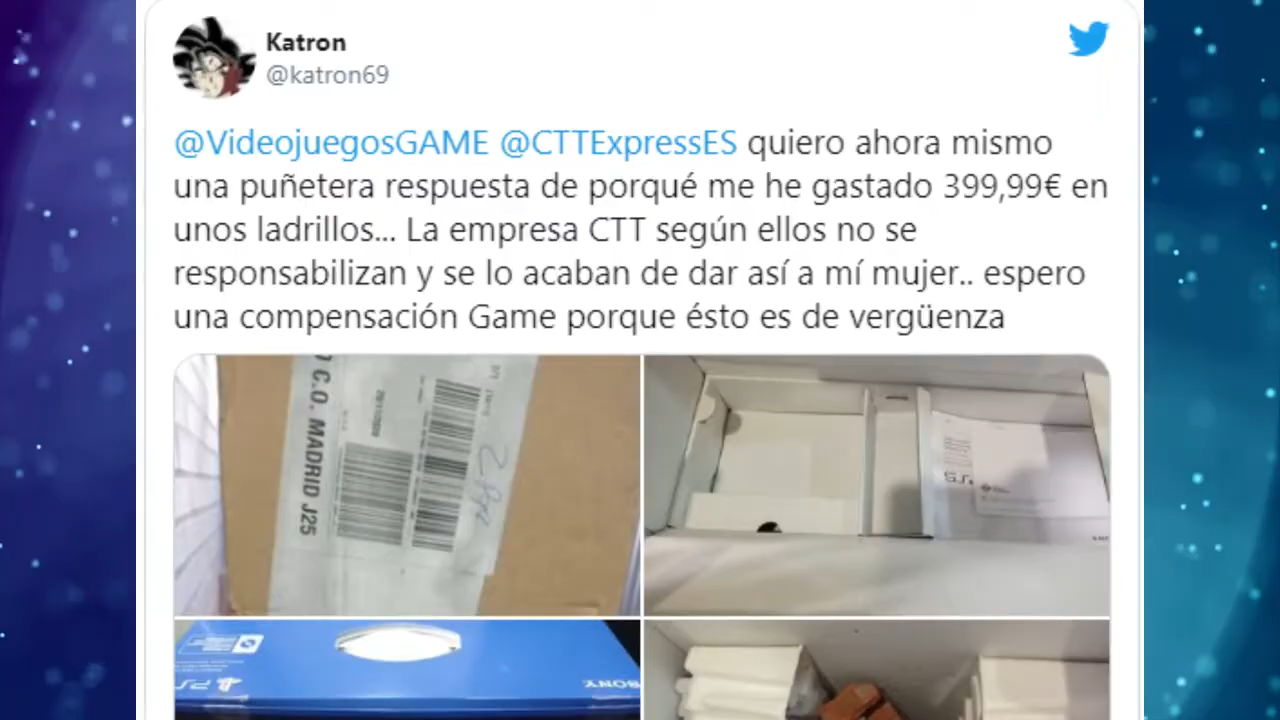 Katron
@katron69
@VideojuegosGAME @CTTExpressES quiero ahora mismo
una puñetera respuesta de porqué me he gastado 399,99€ en
unos ladrillos... La empresa CTT según ellos no se
responsabilizan y se lo acaban de dar así a mí mujer.. espero
una compensación Game porque ésto es de vergüenza
C.O. MADRID J25
PS5
PS5
SONY